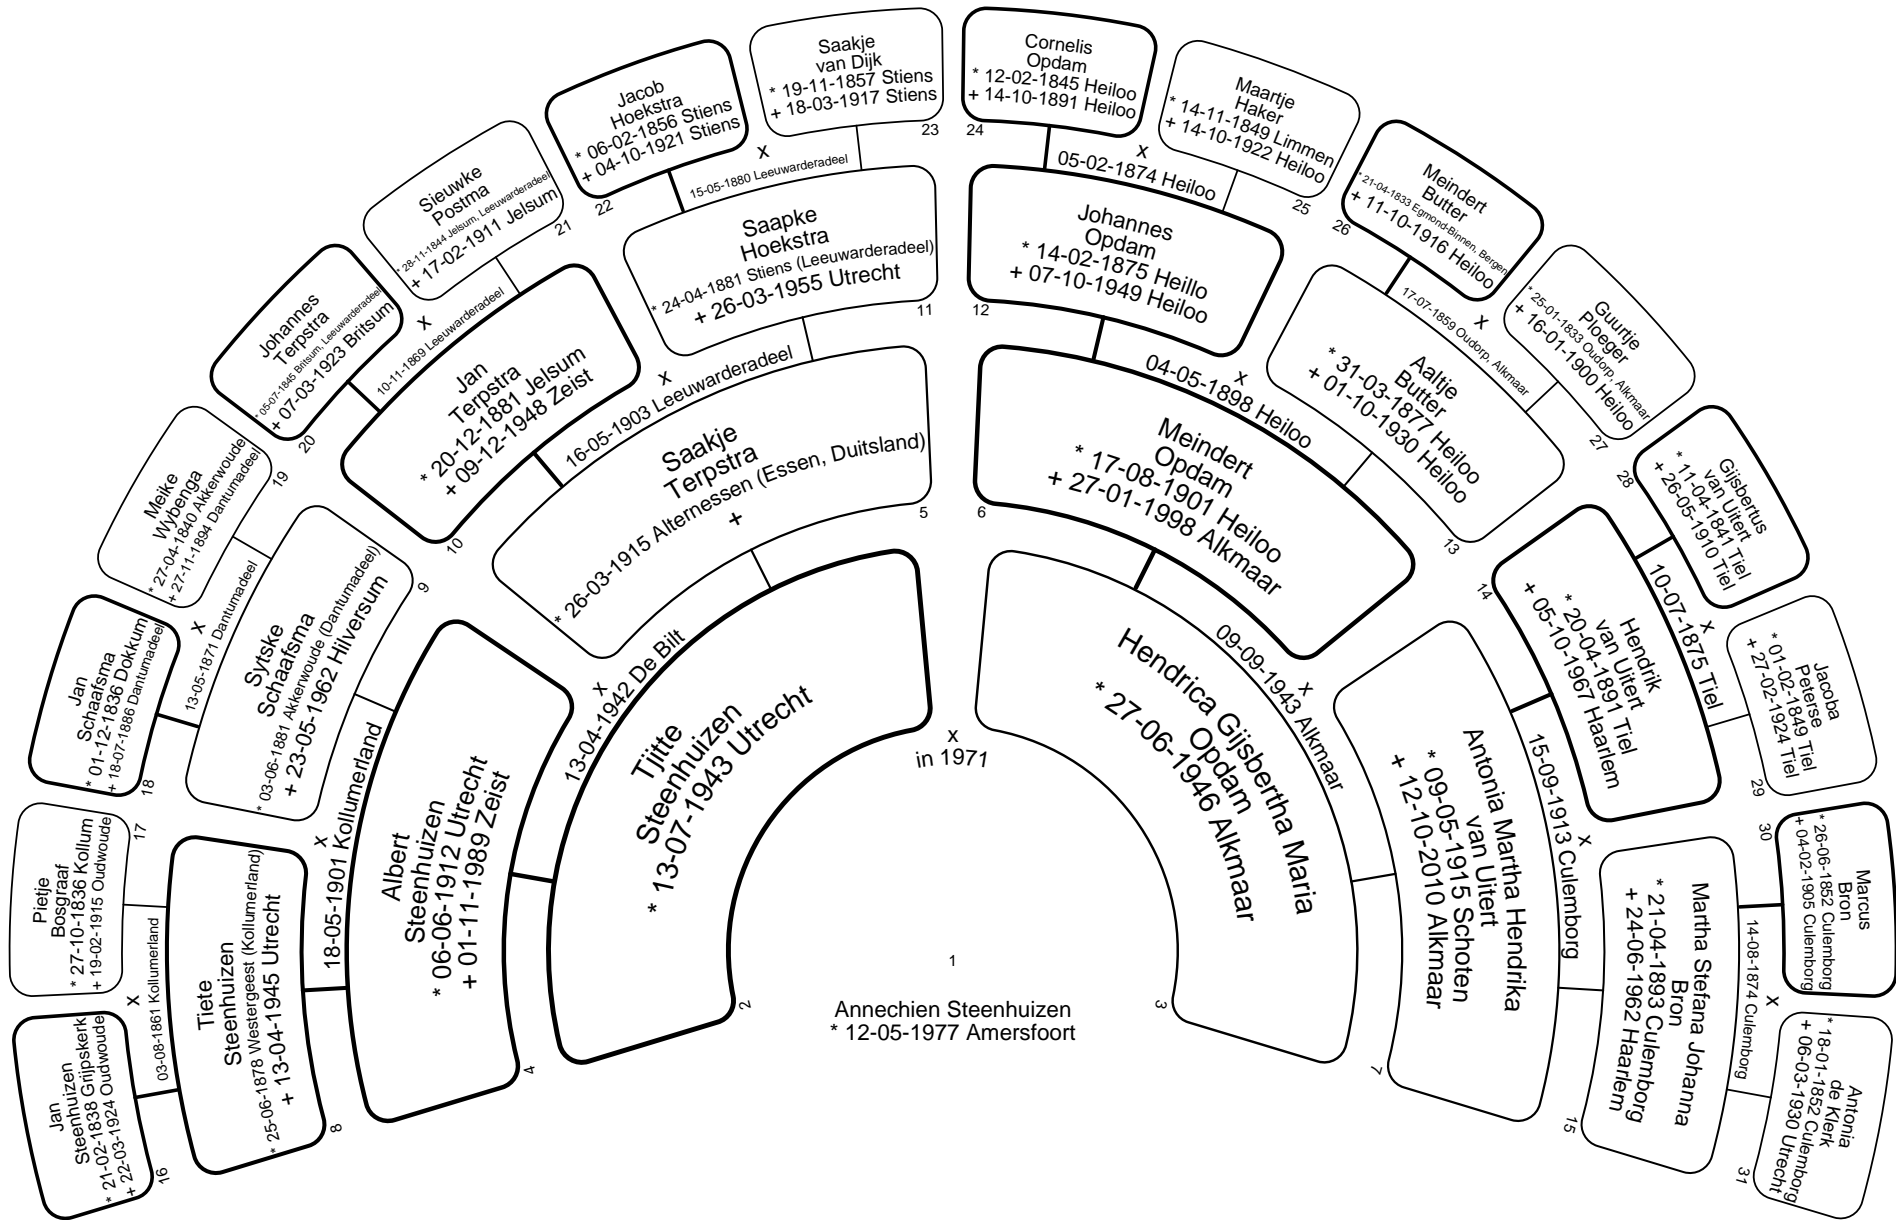 1
Annechien Steenhuizen
* 12-05-1977 Amersfoort
2
Tjitte
Steenhuizen
* 13-07-1943 Utrecht
x
in 1971
3
Hendrica Gijsbertha Maria
Opdam
* 27-06-1946 Alkmaar
4
Albert
Steenhuizen
* 06-06-1912 Utrecht
+ 01-11-1989 Zeist
x
13-04-1942 De Bilt
5
Saakje
Terpstra
* 26-03-1915 Alternessen (Essen, Duitsland)
+
6
Meindert
Opdam
* 17-08-1901 Heiloo
+ 27-01-1998 Alkmaar
x
09-09-1943 Alkmaar
7
Antonia Martha Hendrika
van Uitert
* 09-05-1915 Schoten
+ 12-10-2010 Alkmaar
8
Tiete
Steenhuizen
* 25-06-1878 Westergeest (Kollumerland)
+ 13-04-1945 Utrecht
x
18-05-1901 Kollumerland
9
Sytske
Schaafsma
* 03-06-1881 Akkerwoude (Dantumadeel)
+ 23-05-1962 Hilversum
10
Jan
Terpstra
* 20-12-1881 Jelsum
+ 09-12-1948 Zeist
x
16-05-1903 Leeuwarderadeel
11
Saapke
Hoekstra
* 24-04-1881 Stiens (Leeuwarderadeel)
+ 26-03-1955 Utrecht
12
Johannes
Opdam
* 14-02-1875 Heillo
+ 07-10-1949 Heiloo
x
04-05-1898 Heiloo
13
Aaltje
Butter
* 31-03-1877 Heiloo
+ 01-10-1930 Heiloo
14
Hendrik
van Uitert
* 20-04-1891 Tiel
+ 05-10-1967 Haarlem
x
15-09-1913 Culemborg
15
Martha Stefana Johanna
Bron
* 21-04-1893 Culemborg
+ 24-06-1962 Haarlem
16
Jan
Steenhuizen
* 21-02-1838 Grijpskerk
+ 22-03-1924 Oudwoude
x
03-08-1861 Kollumerland
17
Pietje
Bosgraaf
* 27-10-1836 Kollum
+ 19-02-1915 Oudwoude
18
Jan
Schaafsma
* 01-12-1836 Dokkum
+ 18-07-1886 Dantumadeel
x
13-05-1871 Dantumadeel
19
Meike
Wybenga
* 27-04-1840 Akkerwoude
+ 27-11-1894 Dantumadeel
20
Johannes
Terpstra
* 05-07-1845 Britsum, Leeuwarderadeel
+ 07-03-1923 Britsum
x
10-11-1869 Leeuwarderadeel
21
Sieuwke
Postma
* 28-11-1844 Jelsum, Leeuwarderadeel
+ 17-02-1911 Jelsum
22
Jacob
Hoekstra
* 06-02-1856 Stiens
+ 04-10-1921 Stiens
x
15-05-1880 Leeuwarderadeel
23
Saakje
van Dijk
* 19-11-1857 Stiens
+ 18-03-1917 Stiens
24
Cornelis
Opdam
* 12-02-1845 Heiloo
+ 14-10-1891 Heiloo
x
05-02-1874 Heiloo
25
Maartje
Haker
* 14-11-1849 Limmen
+ 14-10-1922 Heiloo
26
Meindert
Butter
* 21-04-1833 Egmond-Binnen, Bergen
+ 11-10-1916 Heiloo
x
17-07-1859 Oudorp, Alkmaar
27
Guurtje
Ploeger
* 25-01-1833 Oudorp, Alkmaar
+ 16-01-1900 Heiloo
28
Gijsbertus
van Uitert
* 11-04-1841 Tiel
+ 26-05-1910 Tiel
x
10-07-1875 Tiel
29
Jacoba
Peterse
* 01-02-1849 Tiel
+ 27-02-1924 Tiel
30
Marcus
Bron
* 26-06-1852 Culemborg
+ 04-02-1905 Culemborg
x
14-08-1874 Culemborg
31
Antonia
de Klerk
* 18-01-1852 Culemborg
+ 06-03-1930 Utrecht